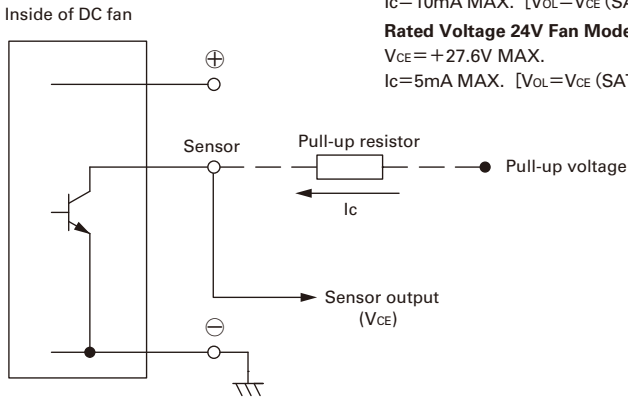 Inside of DC fan
Ic=10mA MAX. [VOL=VCE (SA
Rated Voltage 24V Fan Mode
VCE=+27.6V MAX.
Ic=5mA MAX. [VOL=VCE (SAT
⊕
Sensor
Pull-up resistor
Pull-up voltage
Ic
Sensor output
(VCE)
⊖